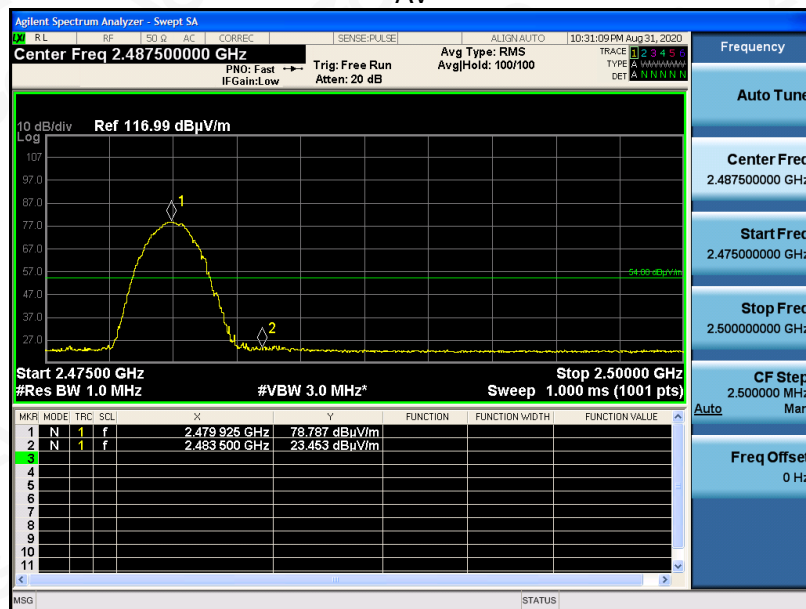 Agilent Spectrum Analyzer - Swept SA
LXI RL RF 50 Ω AC CORREC SENSE:PULSE ALIGN AUTO 10:31:09 PM Aug 31, 2020
Center Freq 2.487500000 GHz
PNO: Fast
IFGain:Low
Trig: Free Run
Atten: 20 dB
Avg Type: RMS
Avg|Hold: 100/100
TRACE 1 2 3 4 5 6
TYPE A
DET A N N N N N
10 dB/div Ref 116.99 dBµV/m
Log
107
97.0
87.0
77.0
67.0
57.0
47.0
37.0
27.0
1
2
54.00 dBµV/m
Start 2.47500 GHz Stop 2.50000 GHz
#Res BW 1.0 MHz #VBW 3.0 MHz* Sweep 1.000 ms (1001 pts)
MKR MODE TRC SCL X Y FUNCTION FUNCTION WIDTH FUNCTION VALUE
1 N 1 f 2.479 925 GHz 78.787 dBµV/m
2 N 1 f 2.483 500 GHz 23.453 dBµV/m
3
4
5
6
7
8
9
10
11
MSG STATUS
Frequency
Auto Tune
Center Freq
2.487500000 GHz
Start Freq
2.475000000 GHz
Stop Freq
2.500000000 GHz
CF Step
2.500000 MHz
Auto Man
Freq Offset
0 Hz